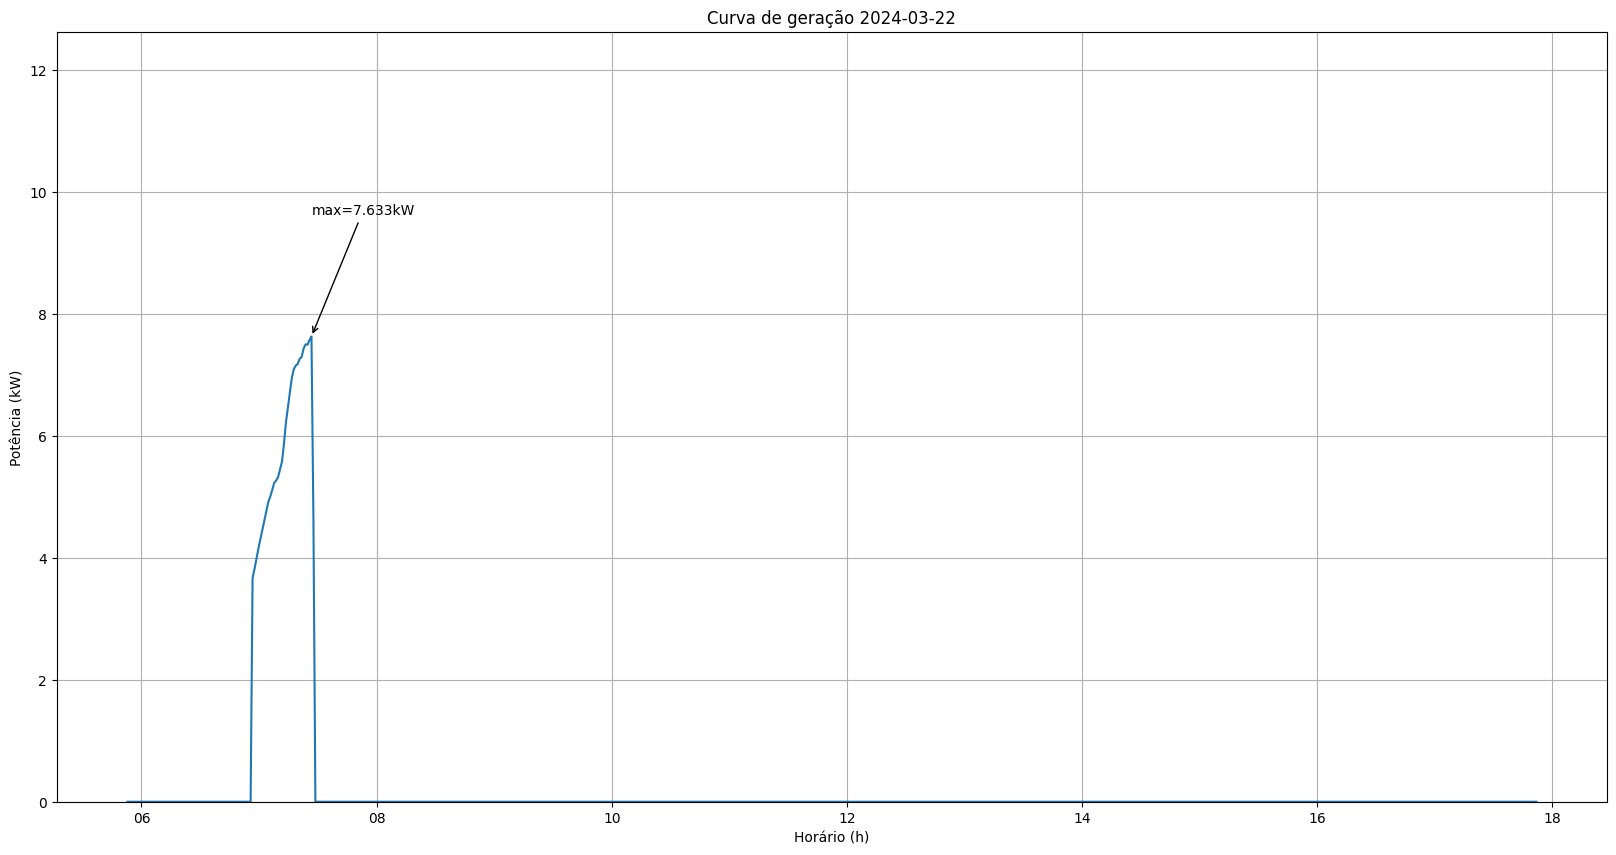 Curva de geração 2024-03-22
12
10
max=7.633kW
8
6
Potência (kW)
4
2
0
06 08 10 12 14 16 18
Horário (h)